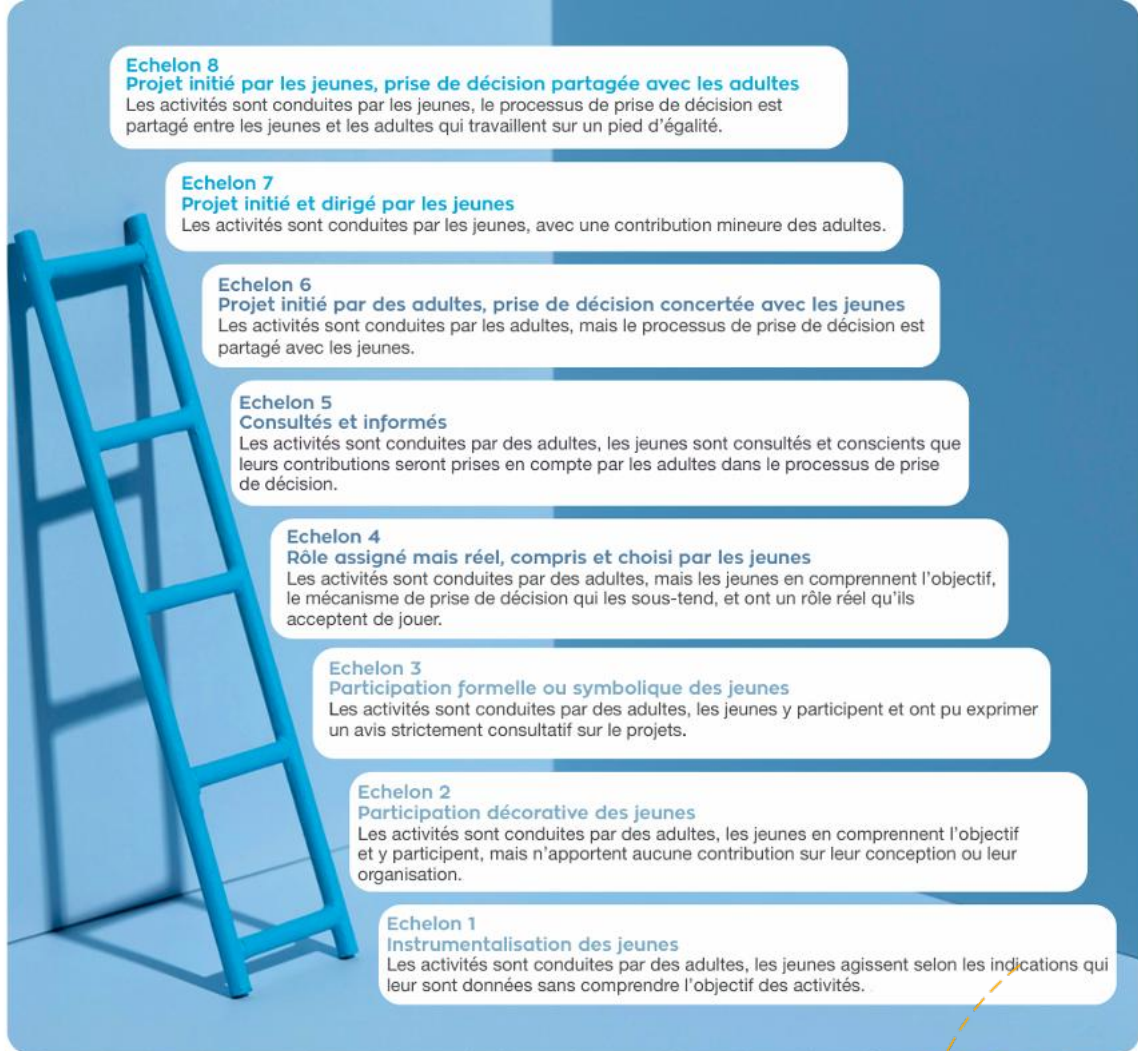 Echelon 8
Projet initié par les jeunes, prise de décision partagée avec les adultes
Les activités sont conduites par les jeunes, le processus de prise de décision est
partagé entre les jeunes et les adultes qui travaillent sur un pied d’égalité.
Echelon 7
Projet initié et dirigé par les jeunes
Les activités sont conduites par les jeunes, avec une contribution mineure des adultes.
Echelon 6
Projet initié par des adultes, prise de décision concertée avec les jeunes
Les activités sont conduites par les adultes, mais le processus de prise de décision est
partagé avec les jeunes.
Echelon 5
Consultés et informés
Les activités sont conduites par des adultes, les jeunes sont consultés et conscients que
leurs contributions seront prises en compte par les adultes dans le processus de prise
de décision.
Echelon 4
Rôle assigné mais réel, compris et choisi par les jeunes
Les activités sont conduites par des adultes, mais les jeunes en comprennent l’objectif,
le mécanisme de prise de décision qui les sous-tend, et ont un rôle réel qu’ils
acceptent de jouer.
Echelon 3
Participation formelle ou symbolique des jeunes
Les activités sont conduites par des adultes, les jeunes y participent et ont pu exprimer
un avis strictement consultatif sur le projets.
Echelon 2
Participation décorative des jeunes
Les activités sont conduites par des adultes, les jeunes en comprennent l’objectif
et y participent, mais n’apportent aucune contribution sur leur conception ou leur
organisation.
Echelon 1
Instrumentalisation des jeunes
Les activités sont conduites par des adultes, les jeunes agissent selon les indications qui
leur sont données sans comprendre l’objectif des activités.